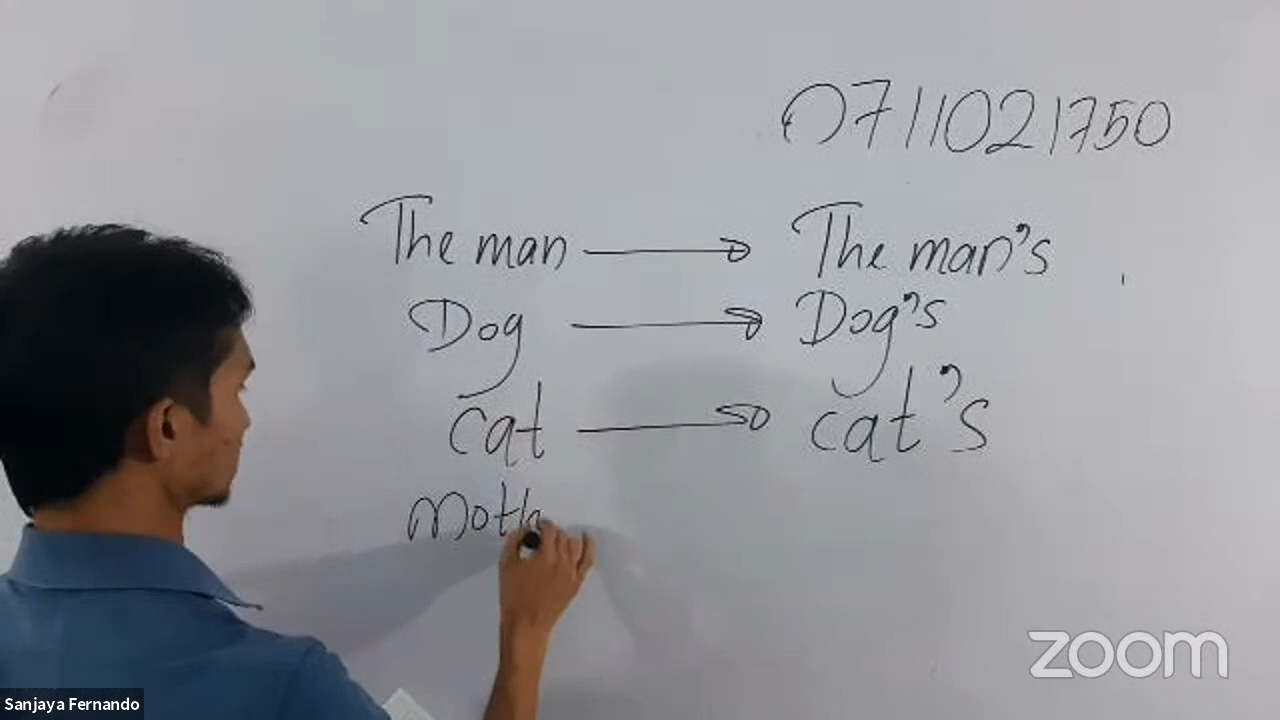 0711021750
The man → The man's
Dog → Dog's
cat → cat's
Moth
zoom
Sanjaya Fernando